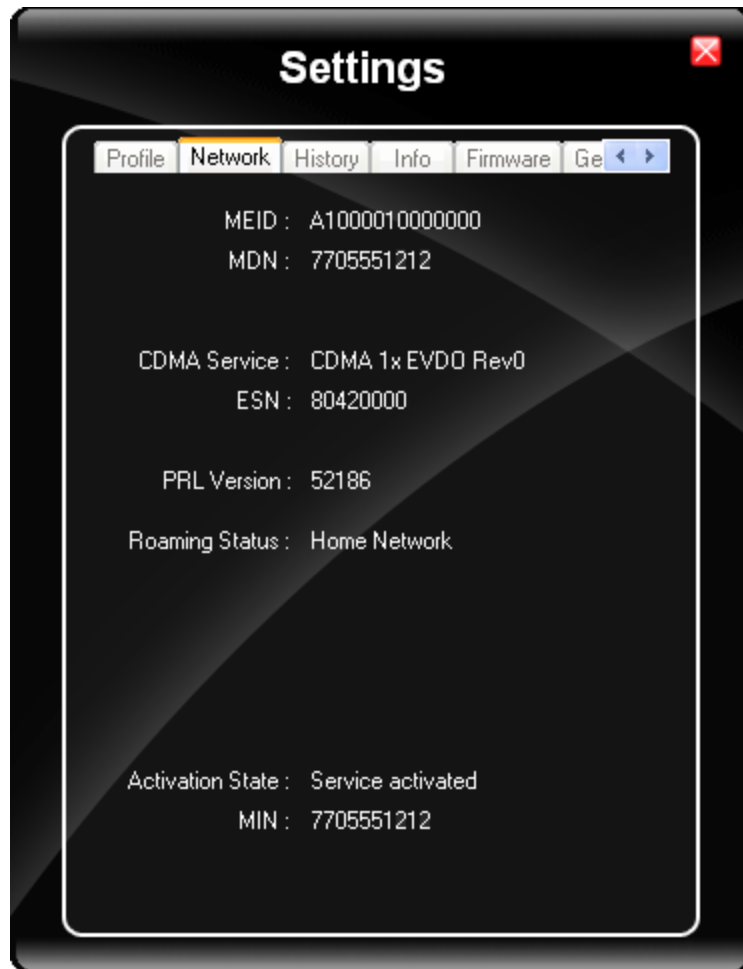 Settings
Profile Network History Info Firmware Ge
MEID : A1000010000000
MDN : 7705551212
CDMA Service : CDMA 1x EVDO Rev0
ESN : 80420000
PRL Version : 52186
Roaming Status : Home Network
Activation State : Service activated
MIN : 7705551212